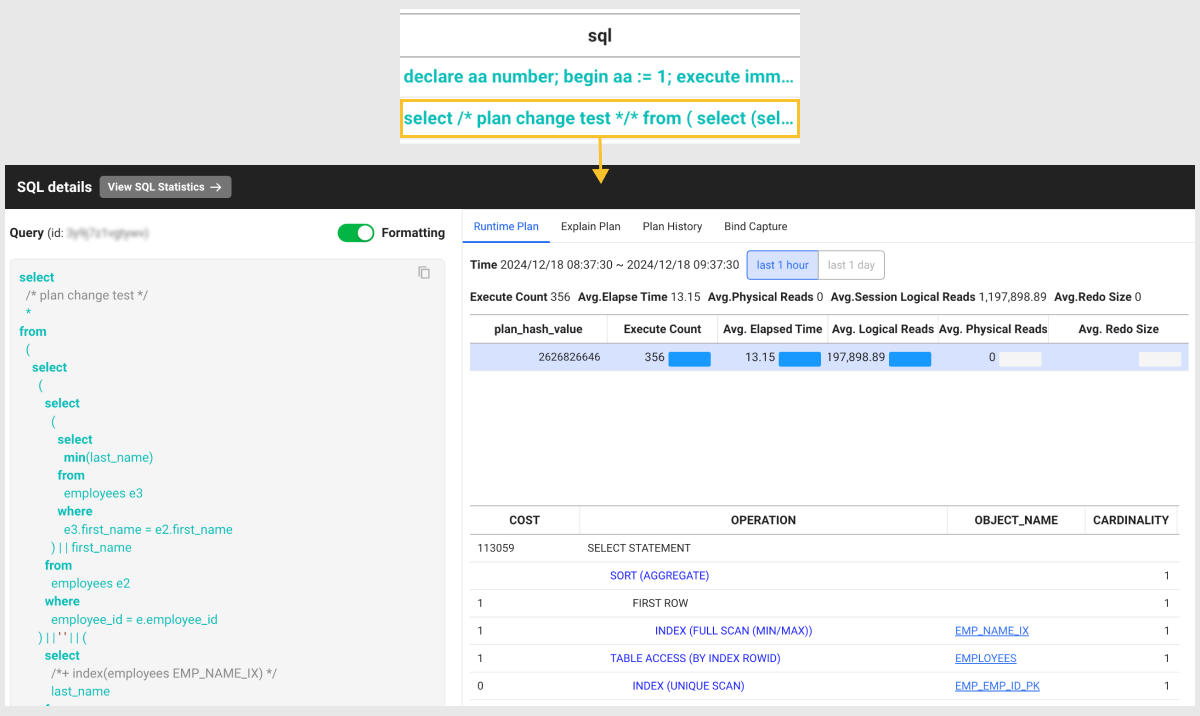 sql
declare aa number; begin aa := 1; execute imm...
select /* plan change test */* from ( select (sel...
SQL details View SQL Statistics →
Query (id:
Formatting
select
/* plan change test */
*
from
(
select
(
select
(
select
min(last_name)
from
employees e3
where
e3.first_name = e2.first_name
) || first_name
from
employees e2
where
employee_id = e.employee_id
) || ' ' || (
select
/*+ index(employees EMP_NAME_IX) */
last_name
Runtime Plan Explain Plan Plan History Bind Capture
Time 2024/12/18 08:37:30 ~ 2024/12/18 09:37:30 last 1 hour last 1 day
Execute Count 356 Avg.Elapse Time 13.15 Avg.Physical Reads 0 Avg.Session Logical Reads 1,197,898.89 Avg.Redo Size 0
plan_hash_value Execute Count Avg. Elapsed Time Avg. Logical Reads Avg. Physical Reads Avg. Redo Size
2626826646 356 13.15 197,898.89 0
COST OPERATION OBJECT_NAME CARDINALITY
113059 SELECT STATEMENT
SORT (AGGREGATE) 1
1 FIRST ROW 1
1 INDEX (FULL SCAN (MIN/MAX)) EMP_NAME_IX 1
1 TABLE ACCESS (BY INDEX ROWID) EMPLOYEES 1
0 INDEX (UNIQUE SCAN) EMP_EMP_ID_PK 1